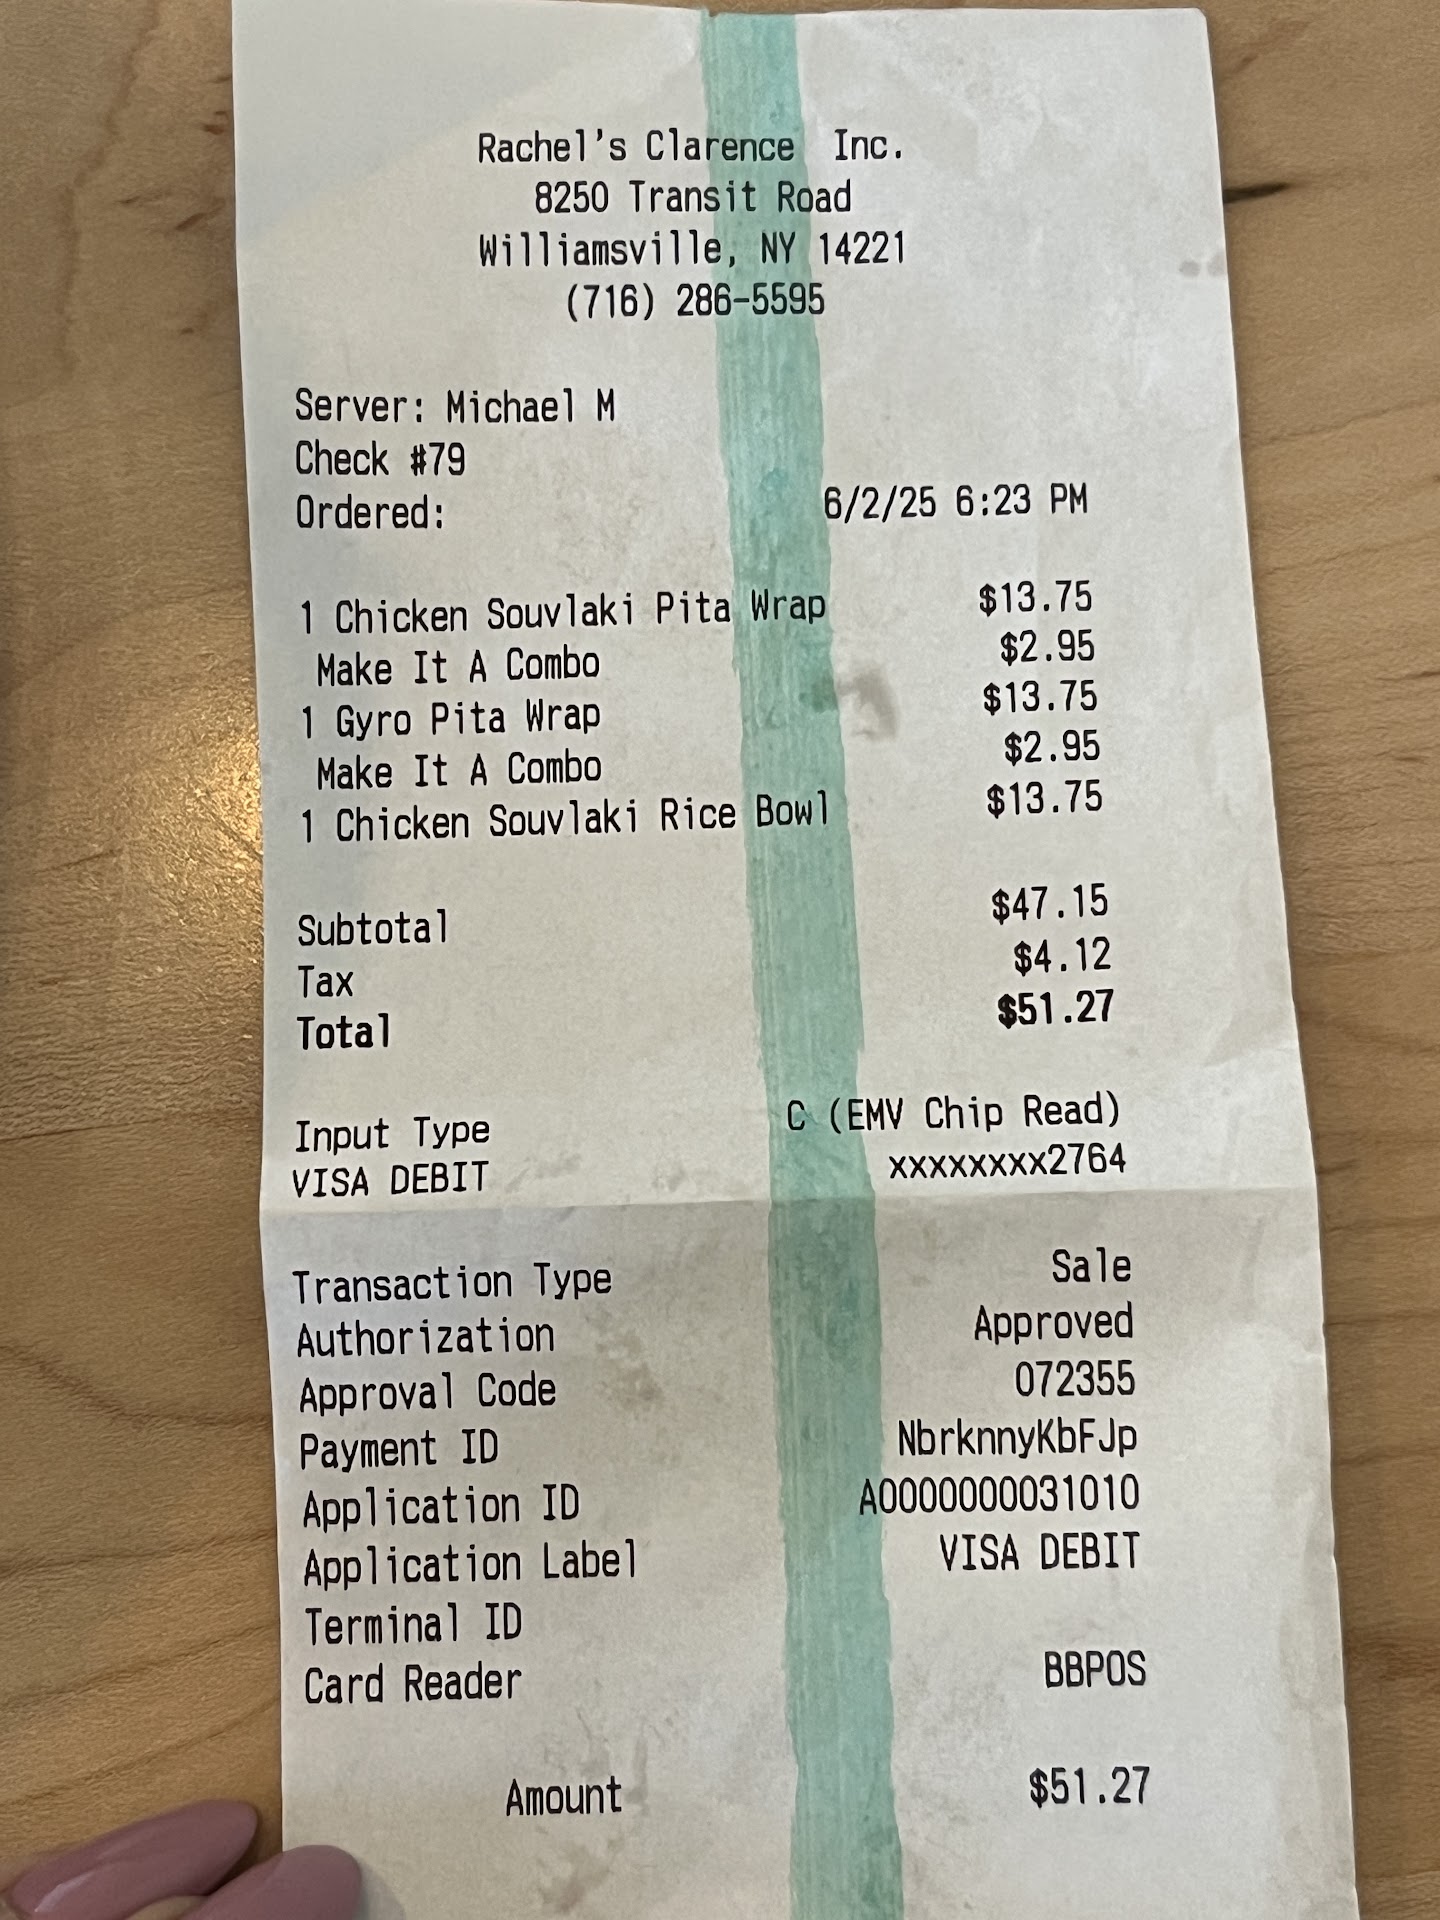 Rachel's Clarence Inc.
8250 Transit Road
Williamsville, NY 14221
(716) 286-5595
Server: Michael M
Check #79
Ordered: 6/2/25 6:23 PM
1 Chicken Souvlaki Pita Wrap $13.75
Make It A Combo $2.95
1 Gyro Pita Wrap $13.75
Make It A Combo $2.95
1 Chicken Souvlaki Rice Bowl $13.75
Subtotal $47.15
Tax $4.12
Total $51.27
Input Type C (EMV Chip Read)
VISA DEBIT xxxxxxxx2764
Transaction Type Sale
Authorization Approved
Approval Code 072355
Payment ID NbrknnyKbFJp
Application ID A0000000031010
Application Label VISA DEBIT
Terminal ID
Card Reader BBPOS
Amount $51.27